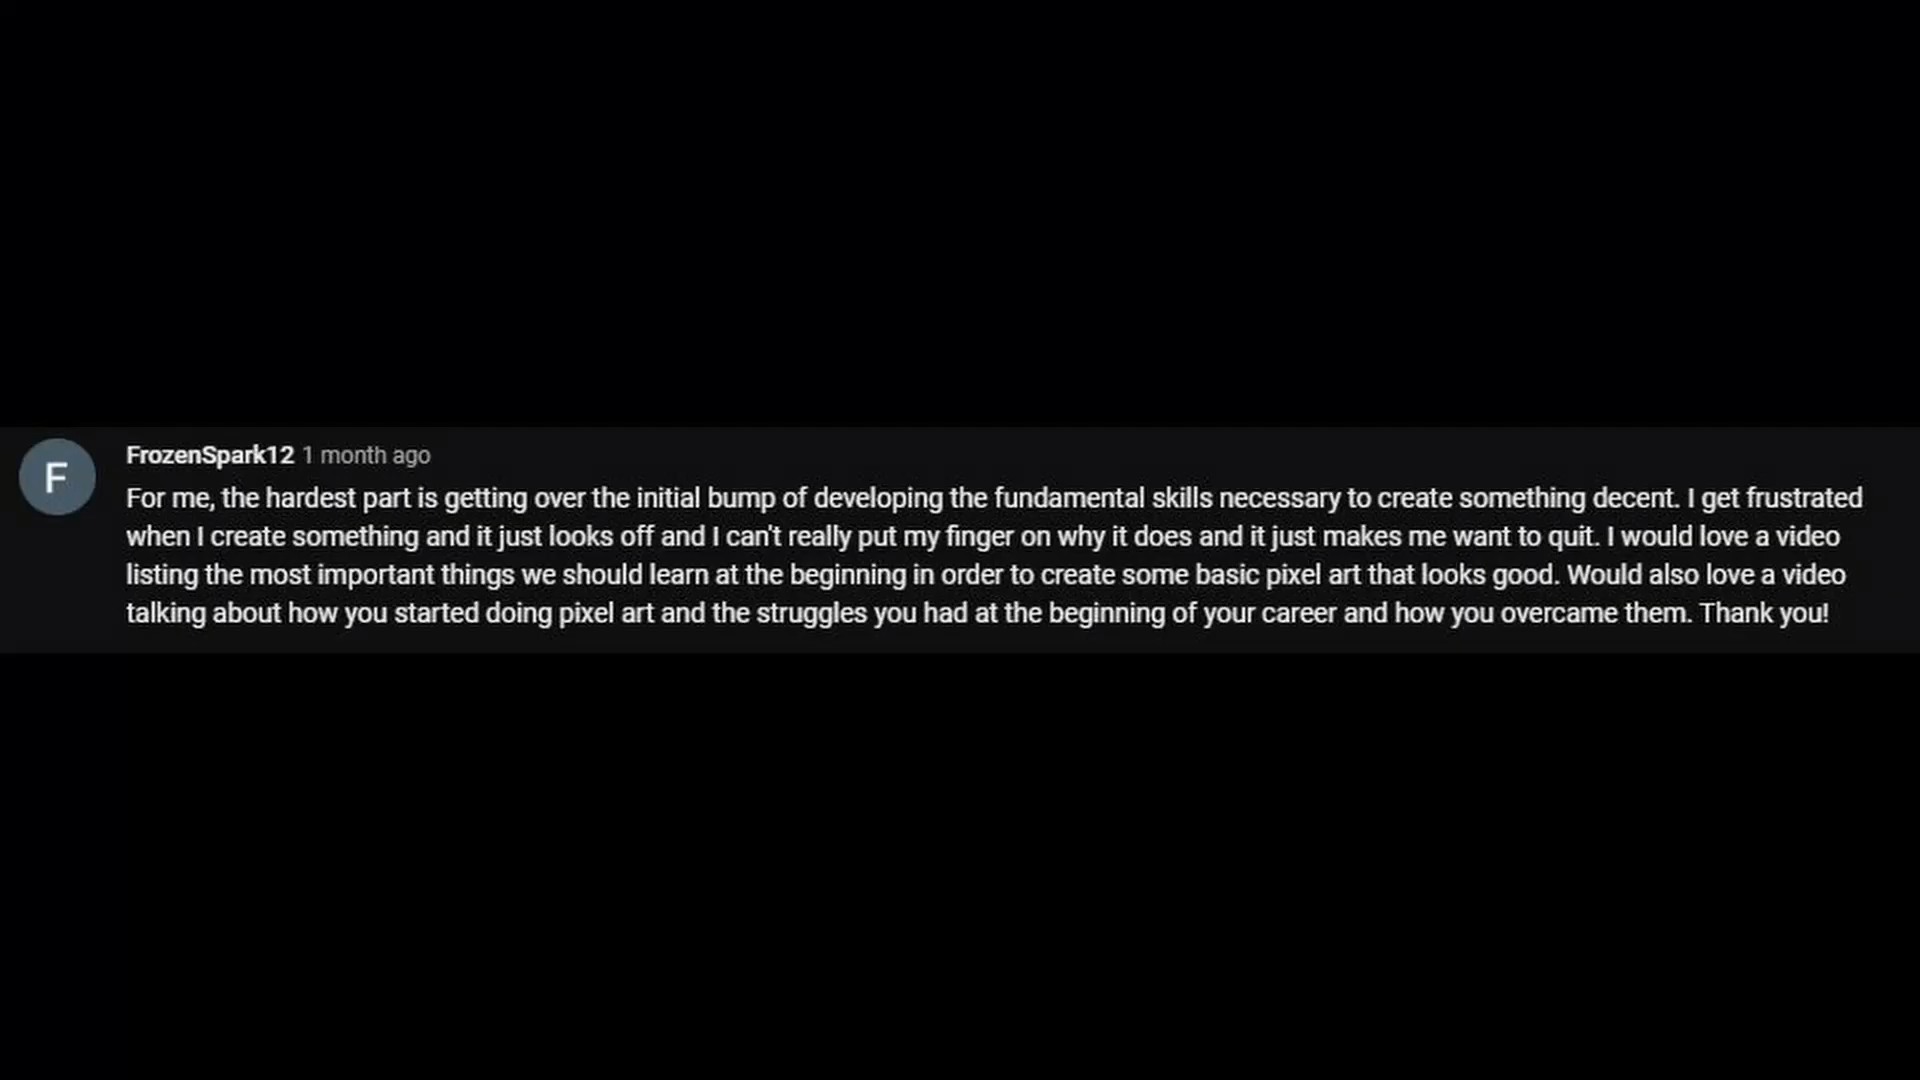 F
FrozenSpark12 1 month ago
For me, the hardest part is getting over the initial bump of developing the fundamental skills necessary to create something decent. I get frustrated
when I create something and it just looks off and I can't really put my finger on why it does and it just makes me want to quit. I would love a video
listing the most important things we should learn at the beginning in order to create some basic pixel art that looks good. Would also love a video
talking about how you started doing pixel art and the struggles you had at the beginning of your career and how you overcame them. Thank you!